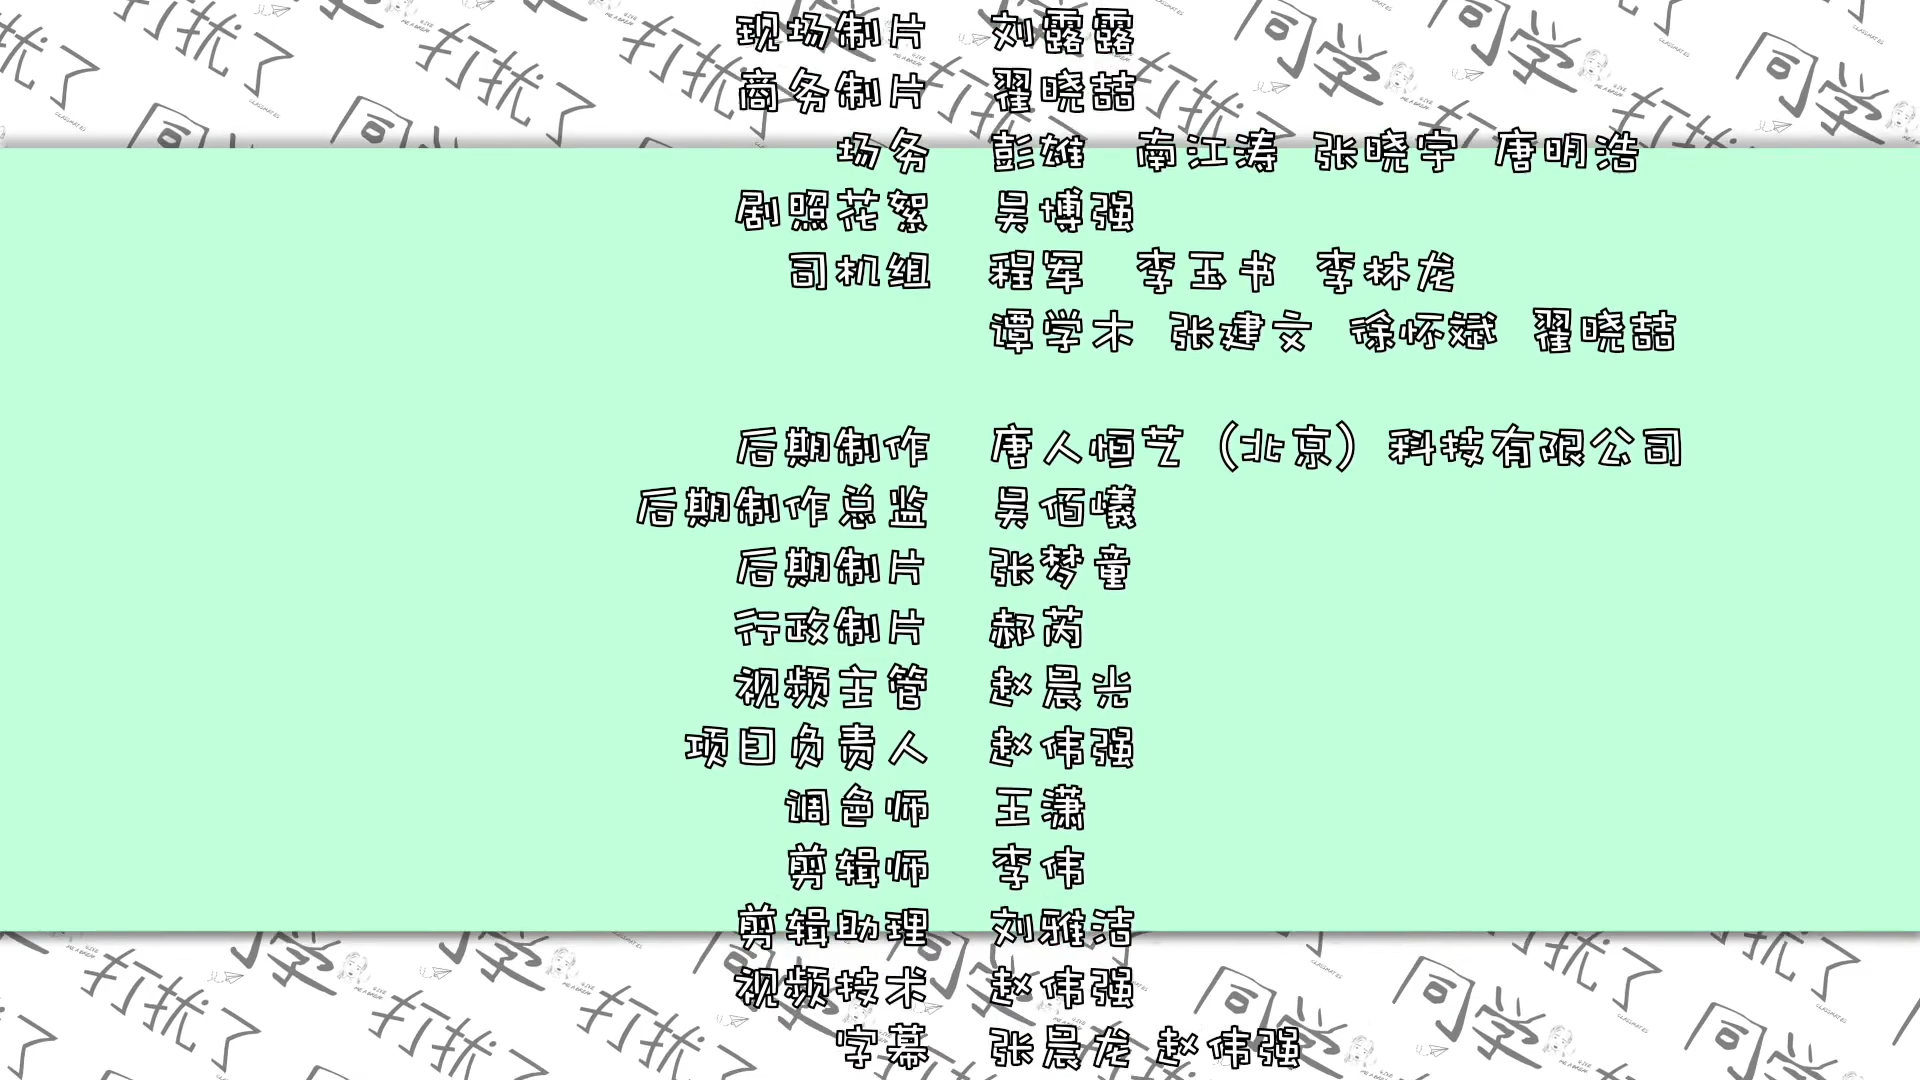 现场制片 刘露露
商务制片 翟晓喆
场务 彭雄 南江涛 张晓宇 唐明浩
剧照花絮 吴博强
司机组 程军 李玉书 李林龙
谭学木 张建文 徐怀斌 翟晓喆
后期制作 唐人恒艺（北京）科技有限公司
后期制作总监 吴佰嶬
后期制片 张梦童
行政制片 郝芮
视频主管 赵晨光
项目负责人 赵伟强
调色师 王潇
剪辑师 李伟
剪辑助理 刘雅洁
视频技术 赵伟强
字幕 张晨龙 赵伟强
同学打扰了